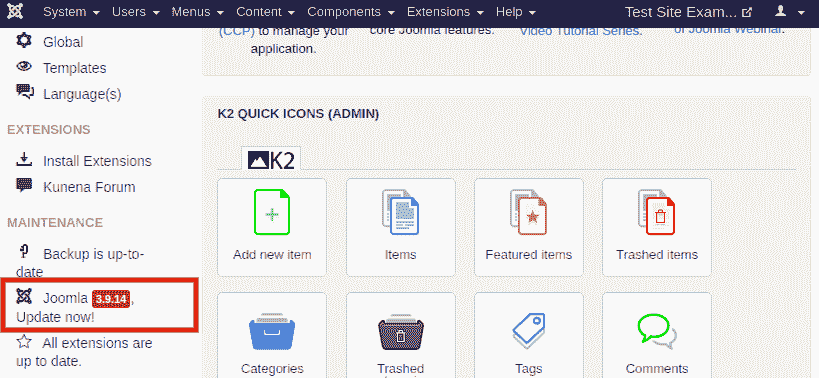 System Users Menus Content Components Extensions Help Test Site Exam...
Global
Templates
Language(s)
EXTENSIONS
Install Extensions
Kunena Forum
MAINTENANCE
Backup is up-to-
date
Joomla 3.9.14,
Update now!
All extensions are
up to date.
(CCP) to manage your
application.
core Joomla features.
Video Tutorial Series.
of Joomla Webinar.
K2 QUICK ICONS (ADMIN)
K2
Add new item
Items
Featured items
Trashed items
Categories
Trashed
Tags
Comments